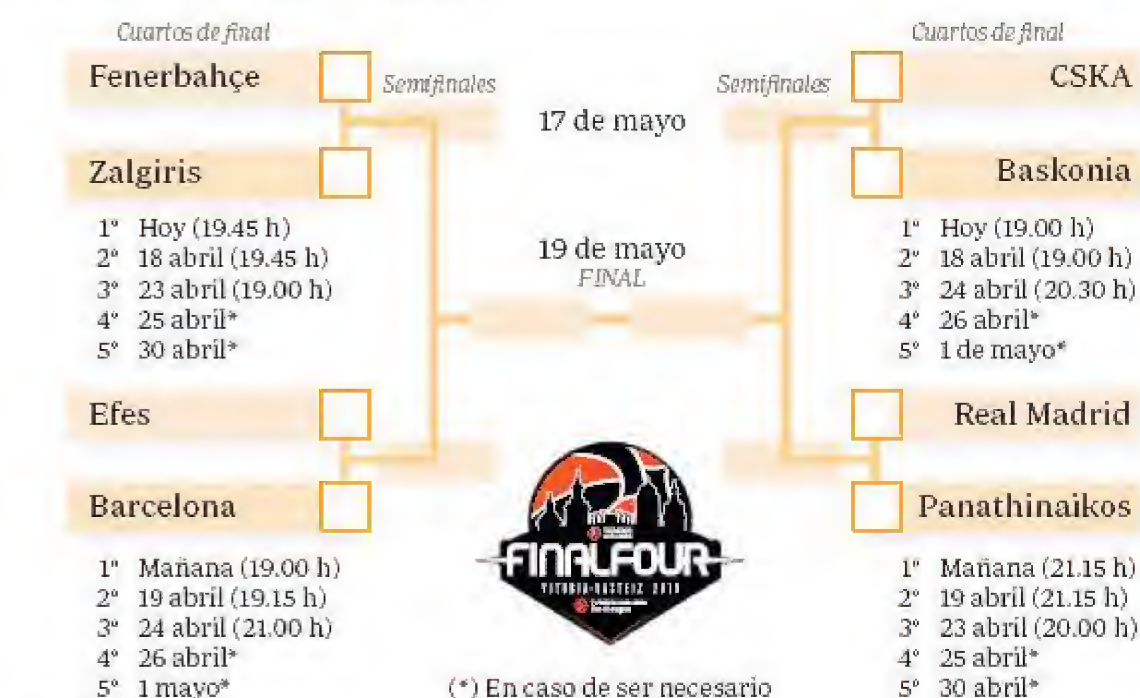 Cuartos de final
Fenerbahçe
Zalgiris
1º Hoy (19.45 h)
2º 18 abril (19.45 h)
3º 23 abril (19.00 h)
4º 25 abril*
5º 30 abril*
Efes
Barcelona
1º Mañana (19.00 h)
2º 19 abril (19.15 h)
3º 24 abril (21.00 h)
4º 26 abril*
5º 1 mayo*
Semifinales
Semifinales
17 de mayo
19 de mayo
FINAL
FINAL FOUR
VITORIA-GASTEIZ 2019
(*) En caso de ser necesario
Cuartos de final
CSKA
Baskonia
1º Hoy (19.00 h)
2º 18 abril (19.00 h)
3º 24 abril (20.30 h)
4º 26 abril*
5º 1 de mayo*
Real Madrid
Panathinaikos
1º Mañana (21.15 h)
2º 19 abril (21.15 h)
3º 23 abril (20.00 h)
4º 25 abril*
5º 30 abril*